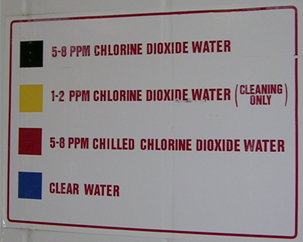 5-8 PPM CHLORINE DIOXIDE WATER
1-2 PPM CHLORINE DIOXIDE WATER (CLEANING ONLY)
5-8 PPM CHILLED CHLORINE DIOXIDE WATER
CLEAR WATER